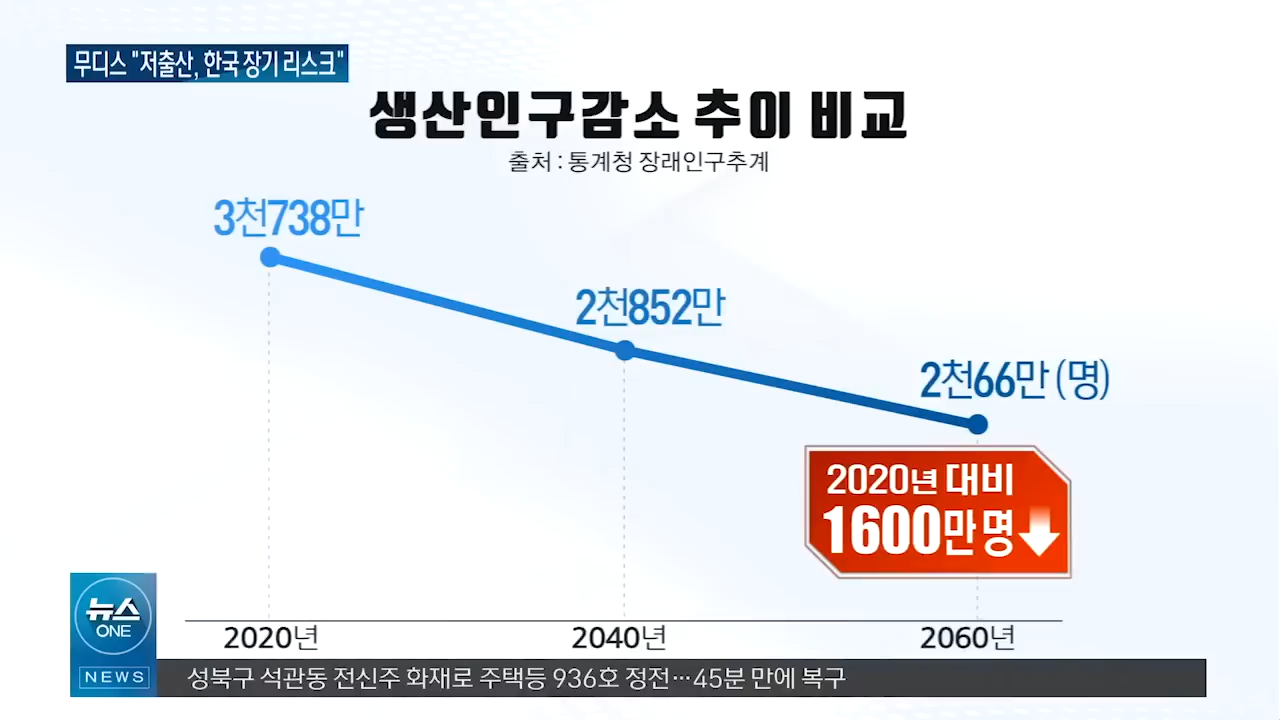 무디스 "저출산, 한국 장기 리스크"
생산인구감소 추이 비교
출처 : 통계청 장래인구추계
3천738만
2천852만
2천66만 (명)
2020년 대비
1600만 명
2020년
2040년
2060년
뉴스
ONE
NEWS
성북구 석관동 전신주 화재로 주택등 936호 정전…45분 만에 복구